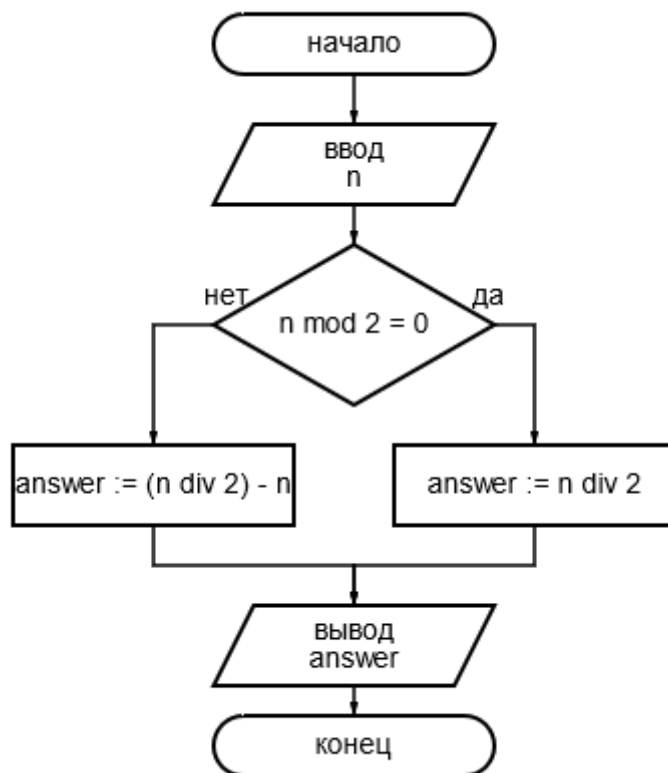 начало
ввод
n
нет
да
n mod 2 = 0
answer := (n div 2) - n
answer := n div 2
вывод
answer
конец